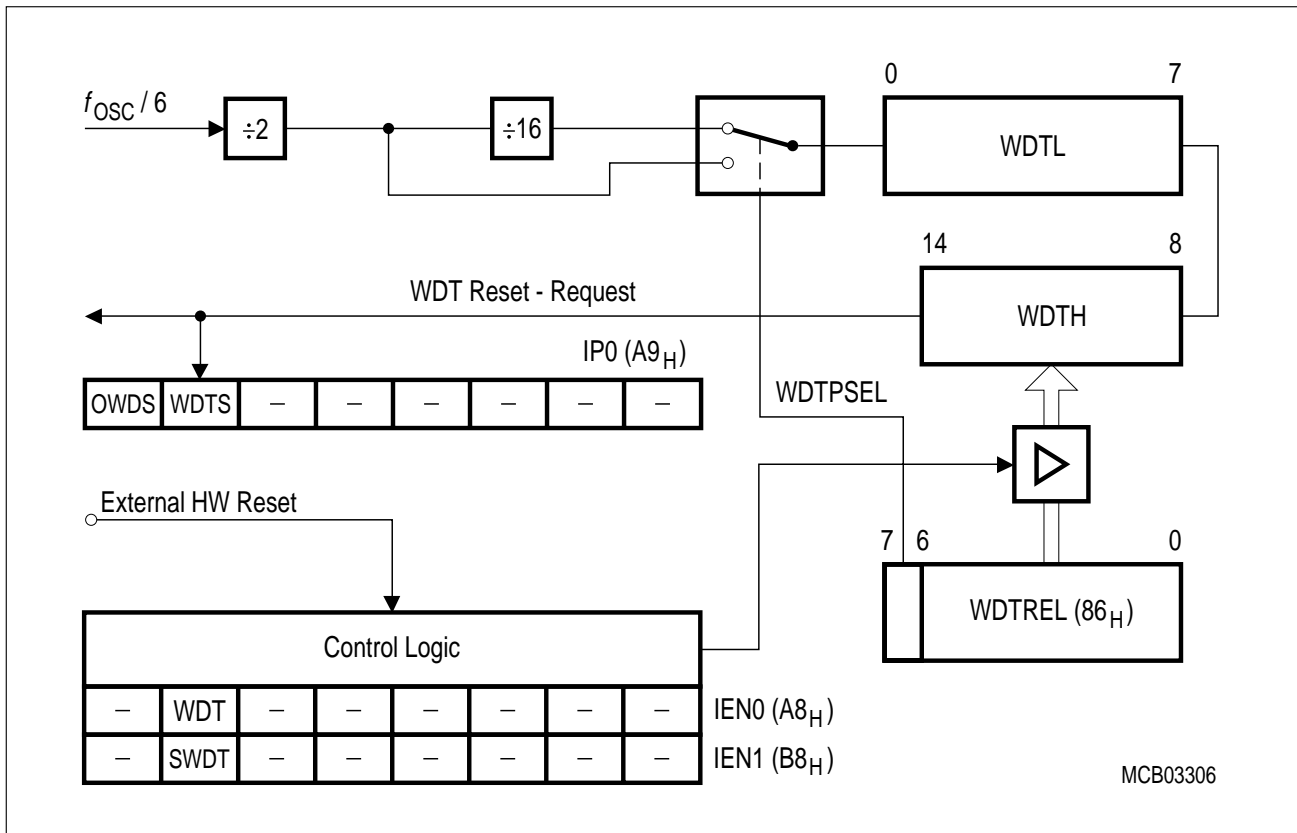 0 7
fOSC / 6
÷2
÷16
WDTL
14 8
WDT Reset - Request
WDTH
IP0 (A9H)
OWDS WDTS – – – – – –
WDTPSEL
External HW Reset
7 6 0
WDTREL (86H)
Control Logic
– WDT – – – – – – IEN0 (A8H)
– SWDT – – – – – – IEN1 (B8H)
MCB03306